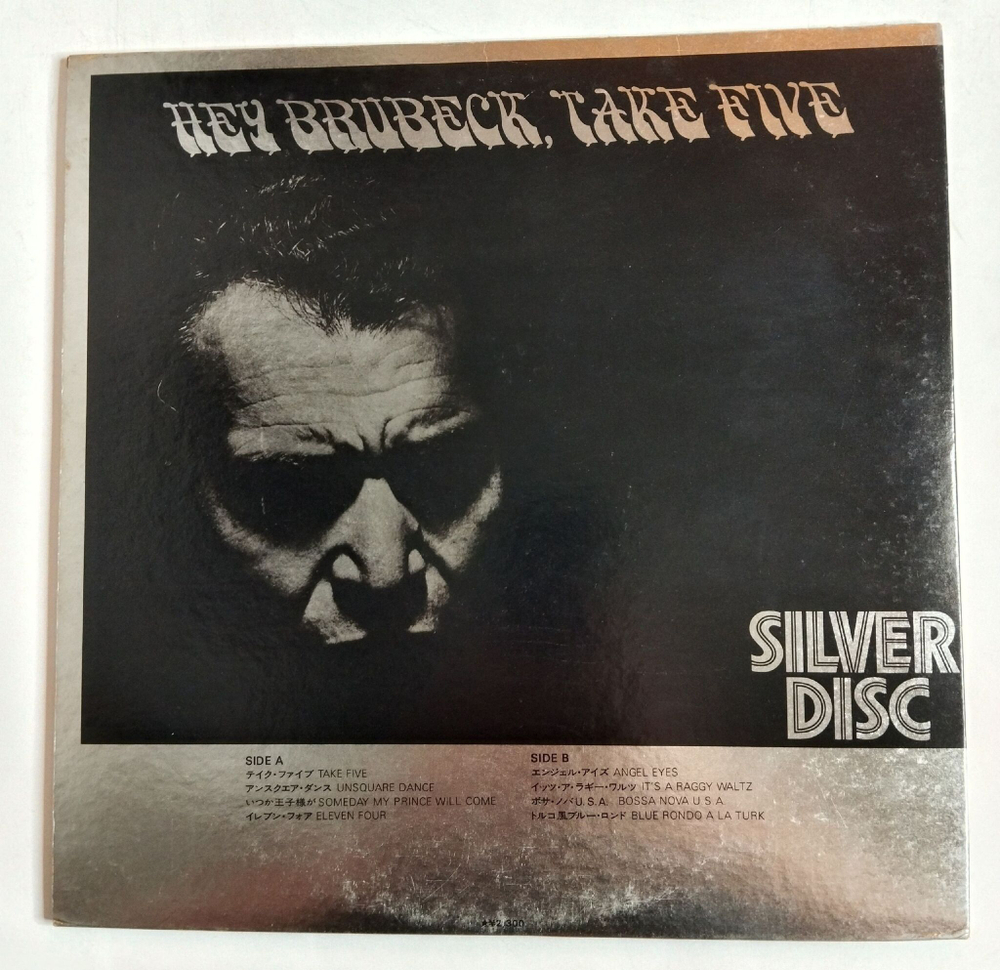 HEY BRUBECK, TAKE FIVE
SILVER
DISC
SIDE A
テイク・ファイブ TAKE FIVE
アンスクエア・ダンス UNSQUARE DANCE
いつか王子様が SOMEDAY MY PRINCE WILL COME
イレブン・フォア ELEVEN FOUR
SIDE B
エンジェル・アイズ ANGEL EYES
イッツ・ア・ラギー・ワルツ IT'S A RAGGY WALTZ
ボサ・ノバU.S.A. BOSSA NOVA U.S.A.
トルコ風ブルー・ロンド BLUE RONDO A LA TURK
★¥2,300